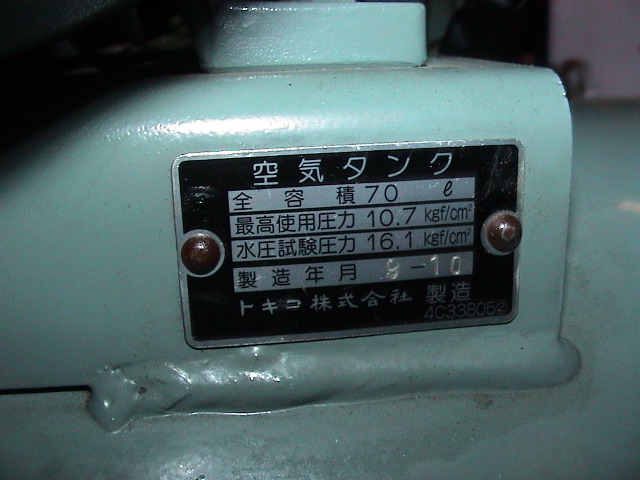 空気タンク
全容積 70 ℓ
最高使用圧力 10.7 kgf/cm²
水圧試験圧力 16.1 kgf/cm²
製造年月 9-10
トキコ株式会社 製造
4C33805②